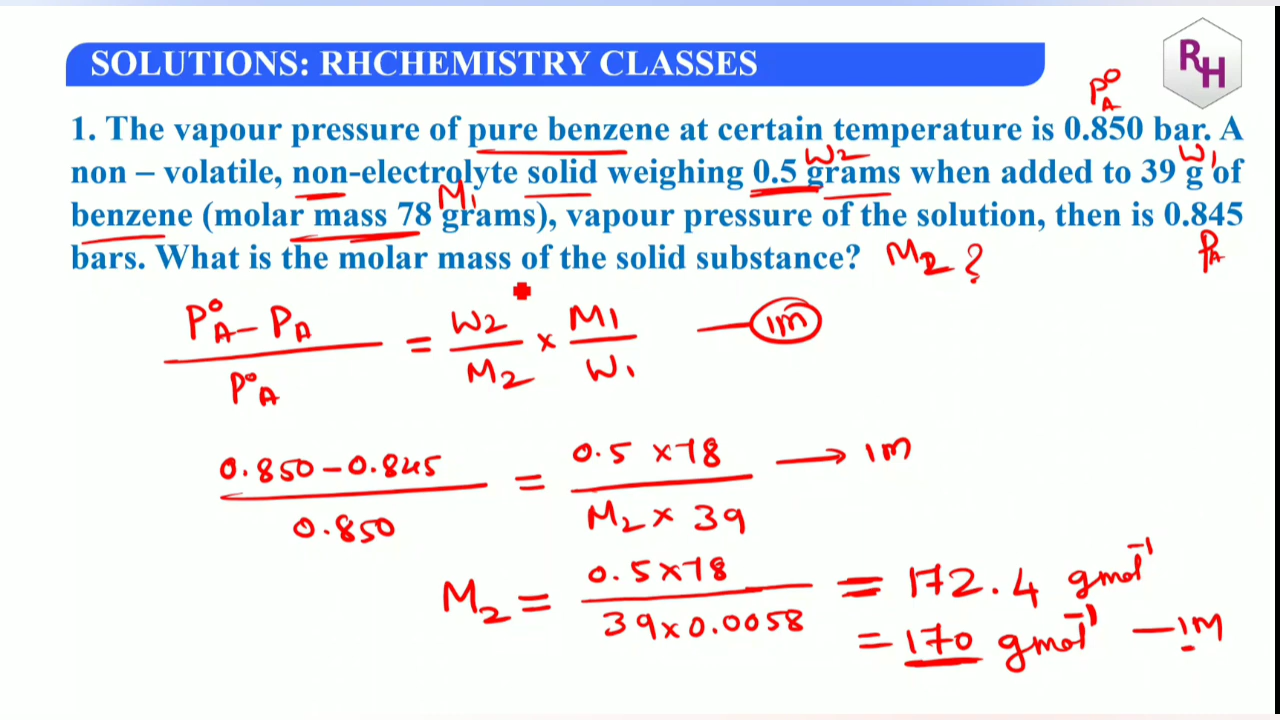 SOLUTIONS: RHCHEMISTRY CLASSES
RH
P°A
1. The vapour pressure of pure benzene at certain temperature is 0.850 bar. A
W2 W1
non – volatile, non-electrolyte solid weighing 0.5 grams when added to 39 g of
M1
benzene (molar mass 78 grams), vapour pressure of the solution, then is 0.845
PA
bars. What is the molar mass of the solid substance? M2?
P°A - PA / P°A = W2 / M2 × M1 / W1 — 1m
0.850 - 0.845 / 0.850 = 0.5 × 78 / M2 × 39 → 1m
M2 = 0.5 × 78 / 39 × 0.0058 = 172.4 gmol⁻¹
= 170 gmol⁻¹ — 1M